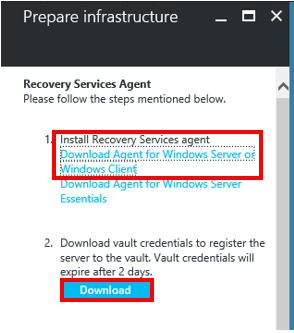 Prepare infrastructure
Recovery Services Agent
Please follow the steps mentioned below.
1. Install Recovery Services agent
Download Agent for Windows Server or
Windows Client
Download Agent for Windows Server
Essentials
2. Download vault credentials to register the
server to the vault. Vault credentials will
expire after 2 days.
Download